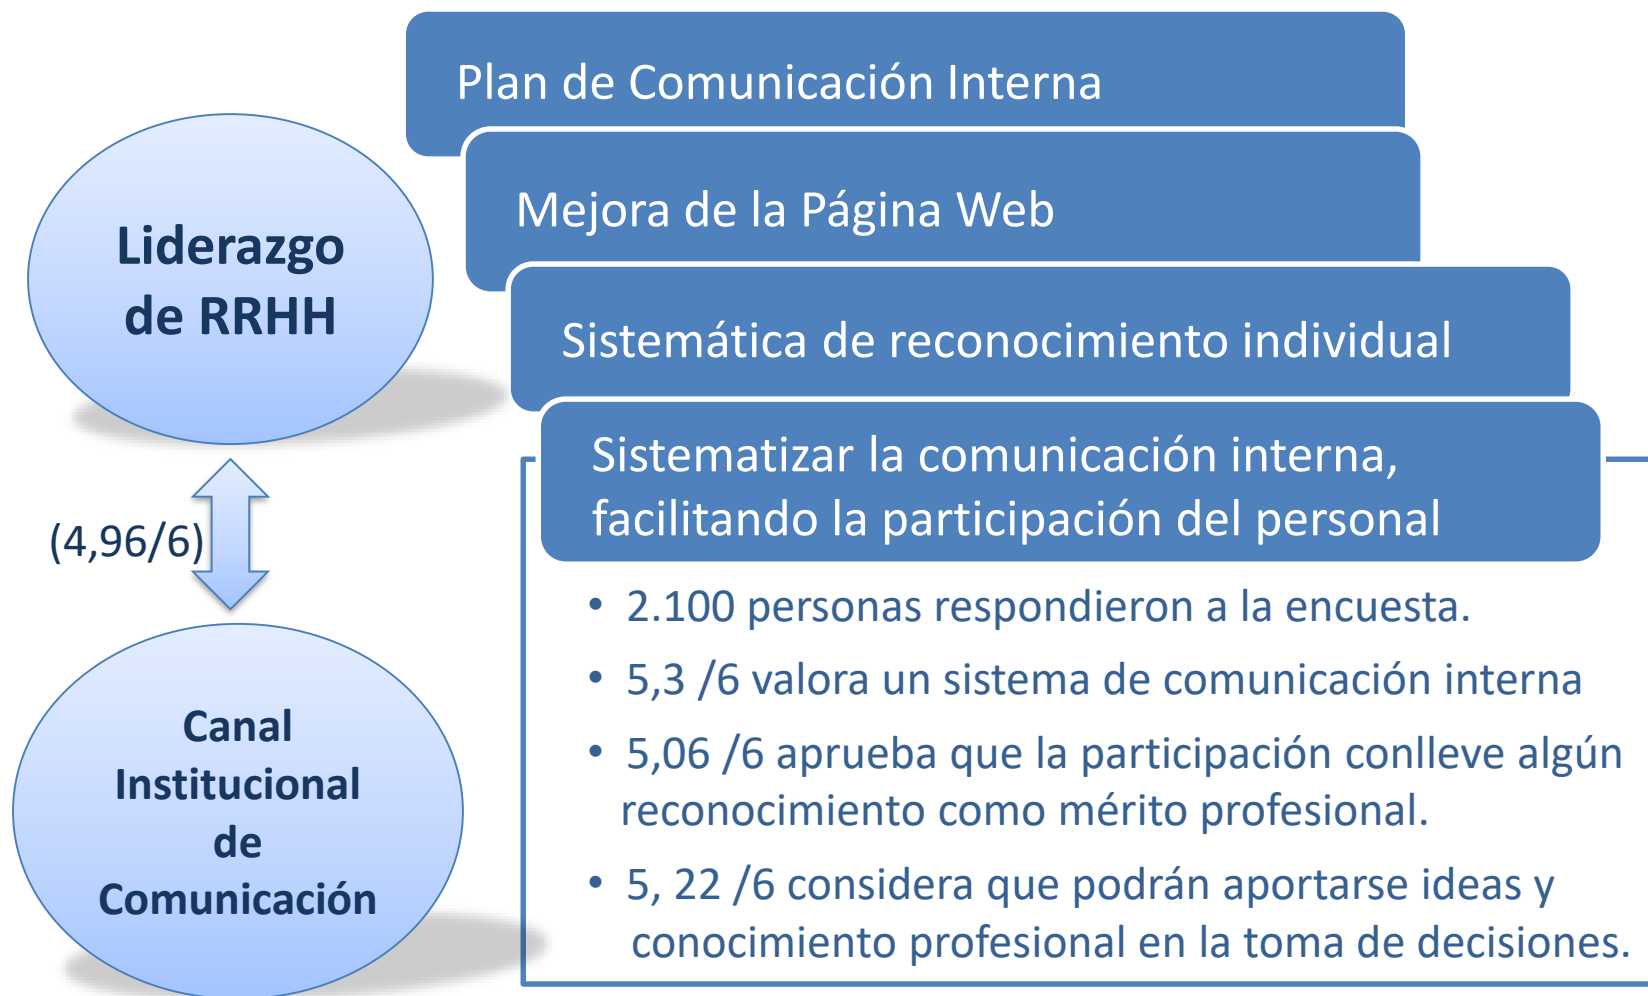 Plan de Comunicación Interna
Mejora de la Página Web
Sistemática de reconocimiento individual
Sistematizar la comunicación interna,
facilitando la participación del personal
• 2.100 personas respondieron a la encuesta.
• 5,3 /6 valora un sistema de comunicación interna
• 5,06 /6 aprueba que la participación conlleve algún
reconocimiento como mérito profesional.
• 5, 22 /6 considera que podrán aportarse ideas y
conocimiento profesional en la toma de decisiones.
Liderazgo
de RRHH
(4,96/6)
Canal
Institucional
de
Comunicación